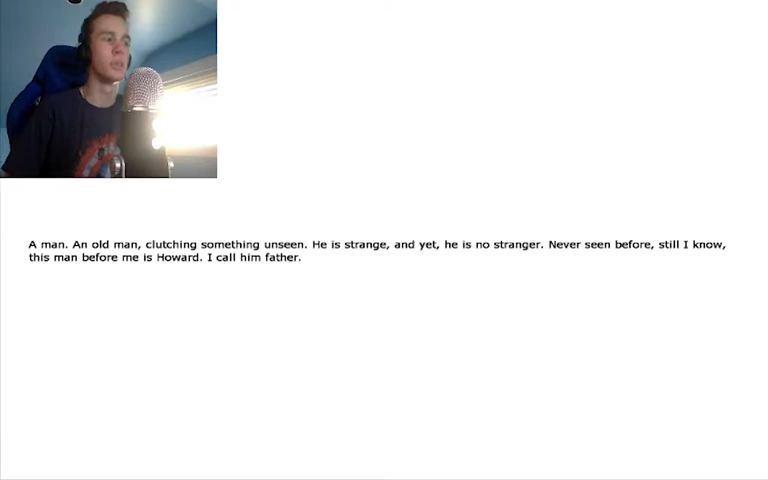 A man. An old man, clutching something unseen. He is strange, and yet, he is no stranger. Never seen before, still I know,
this man before me is Howard. I call him father.